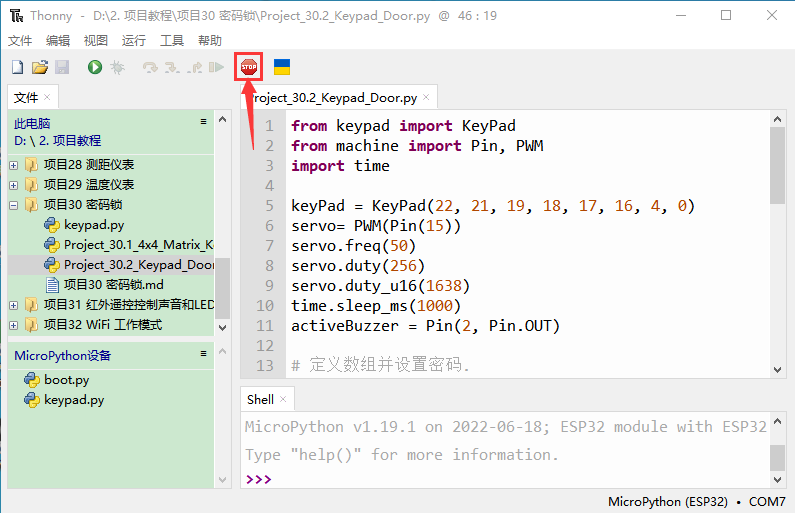 Thonny - D:\2. 项目教程\项目30 密码锁\Project_30.2_Keypad_Door.py @ 46 : 19
文件 编辑 视图 运行 工具 帮助
STOP
文件
此电脑
D: \ 2. 项目教程
项目28 测距仪表
项目29 温度仪表
项目30 密码锁
keypad.py
Project_30.1_4x4_Matrix_K
Project_30.2_Keypad_Door
项目30 密码锁.md
项目31 红外遥控控制声音和LED
项目32 WiFi 工作模式
MicroPython设备
boot.py
keypad.py
roject_30.2_Keypad_Door.py
1 from keypad import KeyPad
2 from machine import Pin, PWM
3 import time
4
5 keyPad = KeyPad(22, 21, 19, 18, 17, 16, 4, 0)
6 servo= PWM(Pin(15))
7 servo.freq(50)
8 servo.duty(256)
9 servo.duty_u16(1638)
10 time.sleep_ms(1000)
11 activeBuzzer = Pin(2, Pin.OUT)
12
13 # 定义数组并设置密码.
Shell
MicroPython v1.19.1 on 2022-06-18; ESP32 module with ESP32
Type "help()" for more information.
>>>
MicroPython (ESP32) • COM7